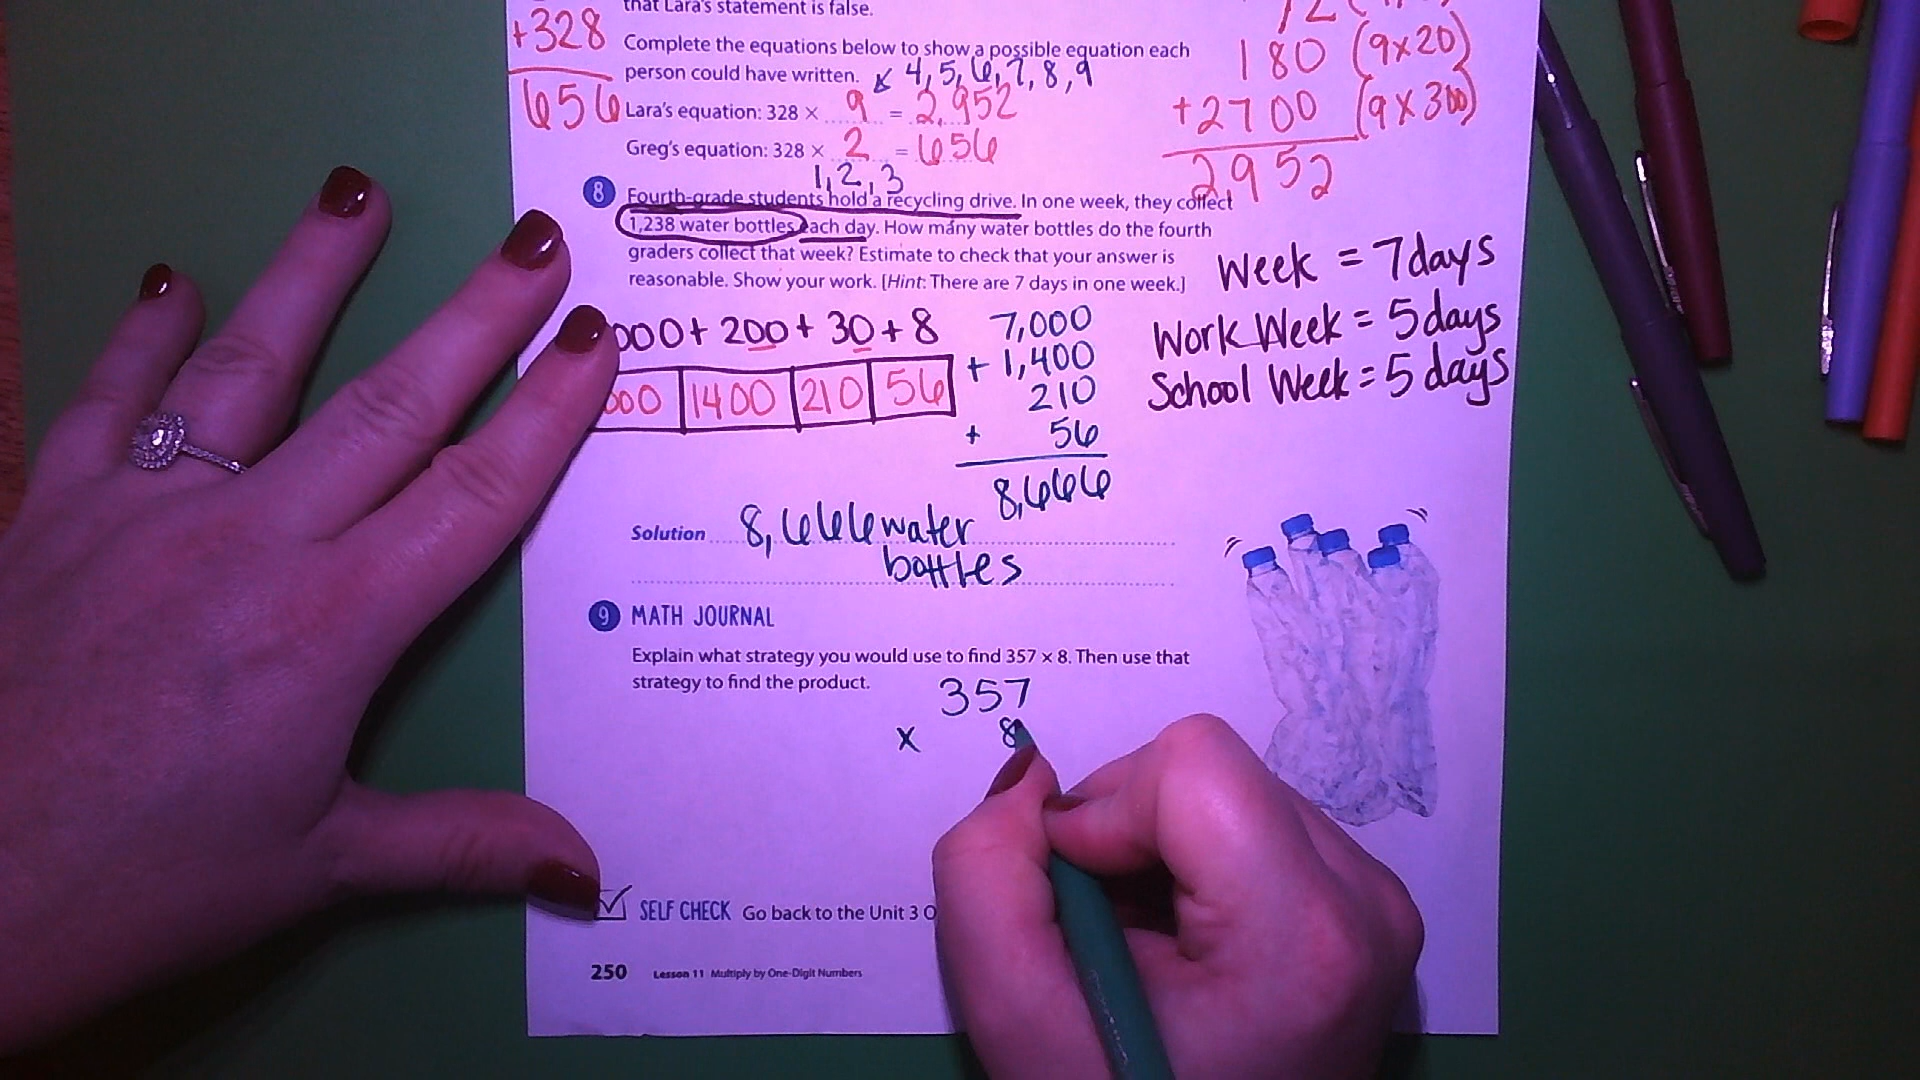 that Lara's statement is false.
+328
Complete the equations below to show a possible equation each
180 (9x20)
person could have written. x 4,5,6,7,8,9
656
Lara's equation: 328 × 9 = 2,952
+2700 (9x300)
Greg's equation: 328 × 2 = 656
2,952
1,2,3
8 Fourth-grade students hold a recycling drive. In one week, they collect
1,238 water bottles each day. How many water bottles do the fourth
graders collect that week? Estimate to check that your answer is
reasonable. Show your work. [Hint: There are 7 days in one week.]
Week = 7days
Work Week = 5days
School Week = 5 days
000 + 200 + 30 + 8
000 1400 210 56
7,000
+ 1,400
210
+ 56
8,666
Solution 8,666 water
bottles
9 MATH JOURNAL
Explain what strategy you would use to find 357 × 8. Then use that
strategy to find the product.
357
x 8
SELF CHECK Go back to the Unit 3 O
250 Lesson 11 Multiply by One-Digit Numbers